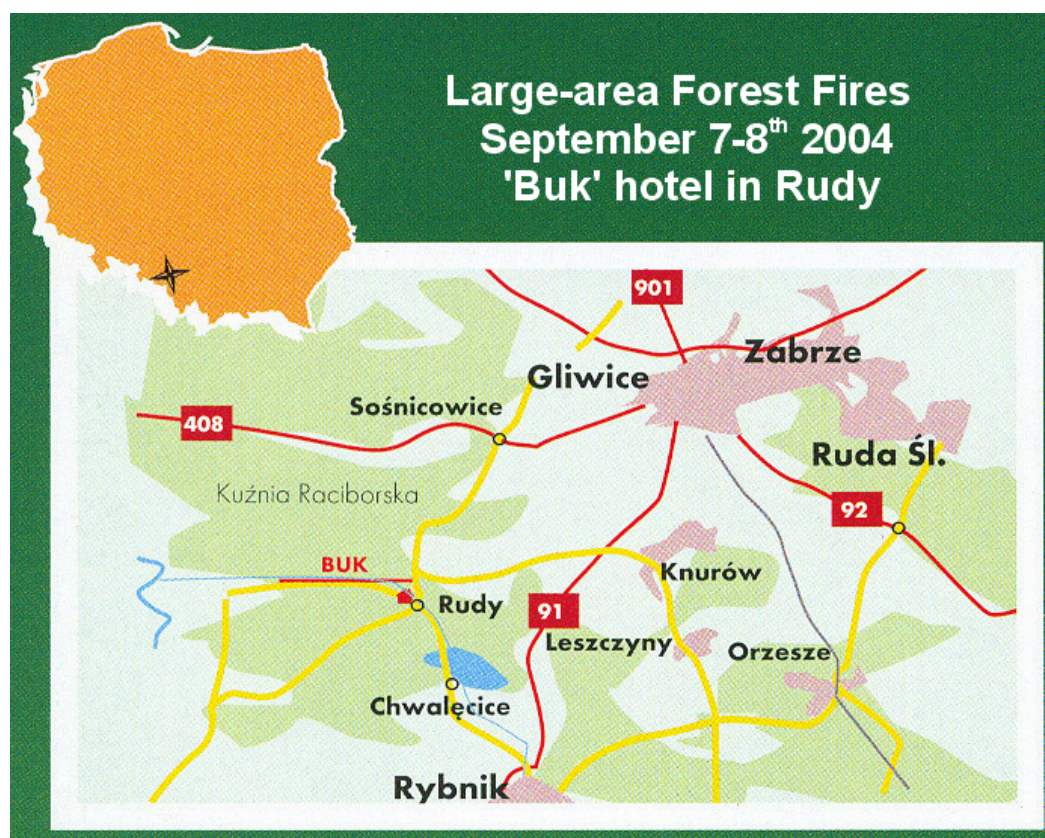 Large-area Forest Fires
September 7-8th 2004
'Buk' hotel in Rudy
901
Zabrze
Gliwice
Sośnicowice
408
Ruda Śl.
Kuźnia Raciborska
92
BUK
Knurów
Rudy
91
Leszczyny
Orzesze
Chwalęcice
Rybnik